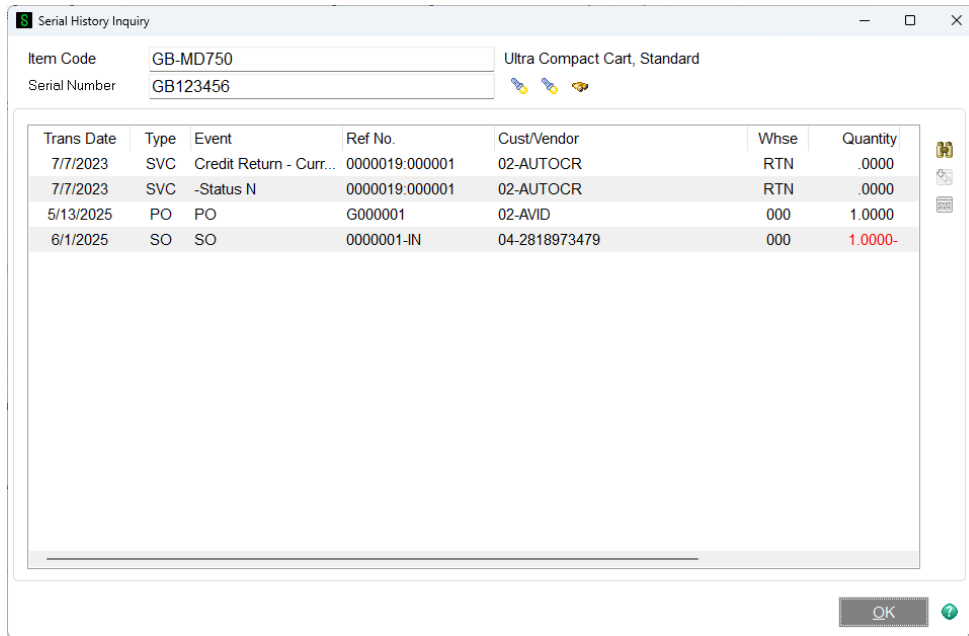 Serial History Inquiry
Item Code GB-MD750 Ultra Compact Cart, Standard
Serial Number GB123456
Trans Date Type Event Ref No. Cust/Vendor Whse Quantity
7/7/2023 SVC Credit Return - Curr... 0000019:000001 02-AUTOCR RTN .0000
7/7/2023 SVC -Status N 0000019:000001 02-AUTOCR RTN .0000
5/13/2025 PO PO G000001 02-AVID 000 1.0000
6/1/2025 SO SO 0000001-IN 04-2818973479 000 1.0000-
OK